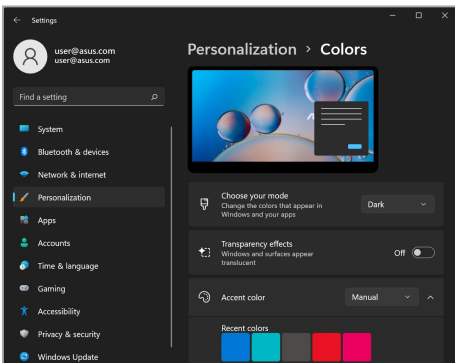 Settings
user@asus.com
user@asus.com
Find a setting
System
Bluetooth & devices
Network & internet
Personalization
Apps
Accounts
Time & language
Gaming
Accessibility
Privacy & security
Windows Update
Personalization > Colors
Choose your mode
Change the colors that appear in
Windows and your apps
Dark
Transparency effects
Windows and surfaces appear
translucent
Off
Accent color
Manual
Recent colors